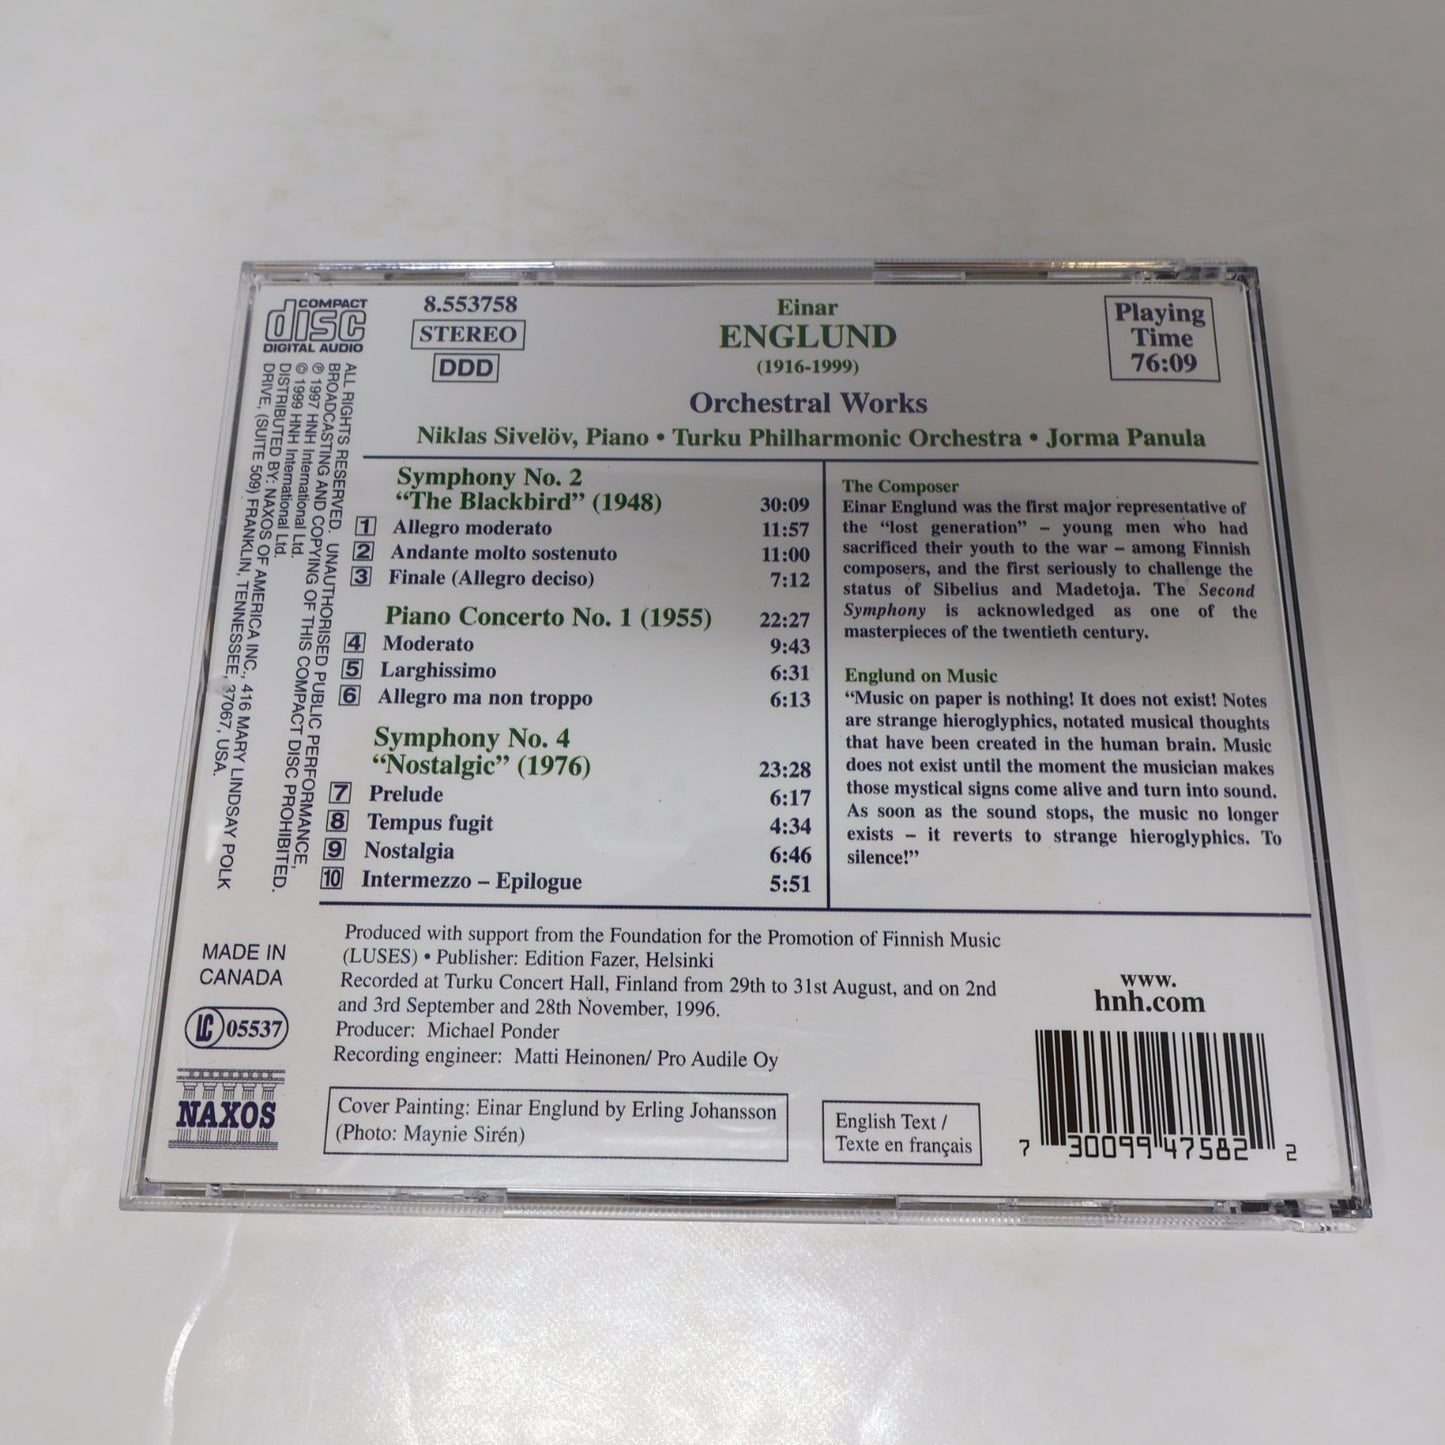 COMPACT
disc
DIGITAL AUDIO
8.553758
STEREO
DDD
Einar
ENGLUND
(1916-1999)
Orchestral Works
Playing
Time
76:09
Niklas Sivelöv, Piano • Turku Philharmonic Orchestra • Jorma Panula
Symphony No. 2
“The Blackbird” (1948) 30:09
1 Allegro moderato 11:57
2 Andante molto sostenuto 11:00
3 Finale (Allegro deciso) 7:12
Piano Concerto No. 1 (1955) 22:27
4 Moderato 9:43
5 Larghissimo 6:31
6 Allegro ma non troppo 6:13
Symphony No. 4
“Nostalgic” (1976) 23:28
7 Prelude 6:17
8 Tempus fugit 4:34
9 Nostalgia 6:46
10 Intermezzo – Epilogue 5:51
The Composer
Einar Englund was the first major representative of
the “lost generation” – young men who had
sacrificed their youth to the war – among Finnish
composers, and the first seriously to challenge the
status of Sibelius and Madetoja. The Second
Symphony is acknowledged as one of the
masterpieces of the twentieth century.
Englund on Music
“Music on paper is nothing! It does not exist! Notes
are strange hieroglyphics, notated musical thoughts
that have been created in the human brain. Music
does not exist until the moment the musician makes
those mystical signs come alive and turn into sound.
As soon as the sound stops, the music no longer
exists – it reverts to strange hieroglyphics. To
silence!”
ALL RIGHTS RESERVED. UNAUTHORISED PUBLIC PERFORMANCE,
BROADCASTING AND COPYING OF THIS COMPACT DISC PROHIBITED.
℗ 1997 HNH International Ltd.
© 1999 HNH International Ltd.
DISTRIBUTED BY: NAXOS OF AMERICA INC., 416 MARY LINDSAY POLK
DRIVE, (SUITE 509) FRANKLIN, TENNESSEE, 37067, USA.
MADE IN
CANADA
LC 05537
NAXOS
Produced with support from the Foundation for the Promotion of Finnish Music
(LUSES) • Publisher: Edition Fazer, Helsinki
Recorded at Turku Concert Hall, Finland from 29th to 31st August, and on 2nd
and 3rd September and 28th November, 1996.
Producer: Michael Ponder
Recording engineer: Matti Heinonen/ Pro Audile Oy
Cover Painting: Einar Englund by Erling Johansson
(Photo: Maynie Sirén)
English Text /
Texte en français
www.
hnh.com
7 30099 47582 2